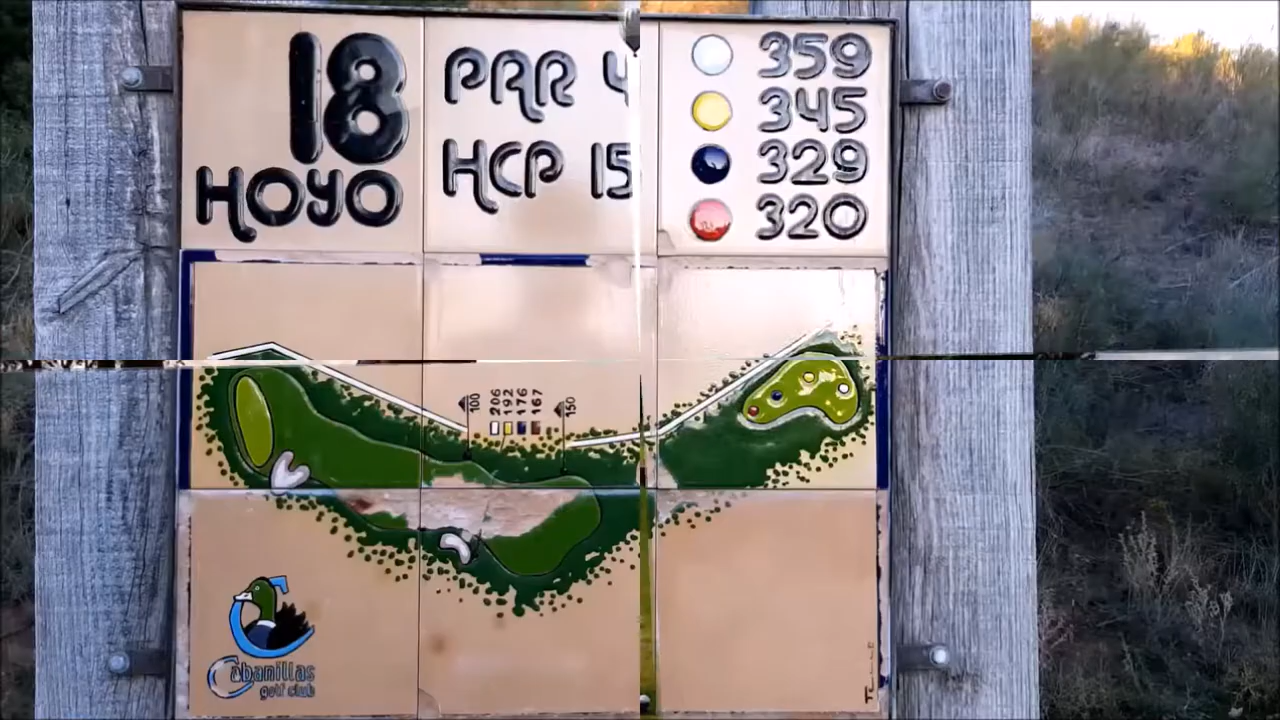 18
HOYO
PAR 4
HCP 15
359
345
329
320
100
206
192
176
167
150
Cabanillas
golf club